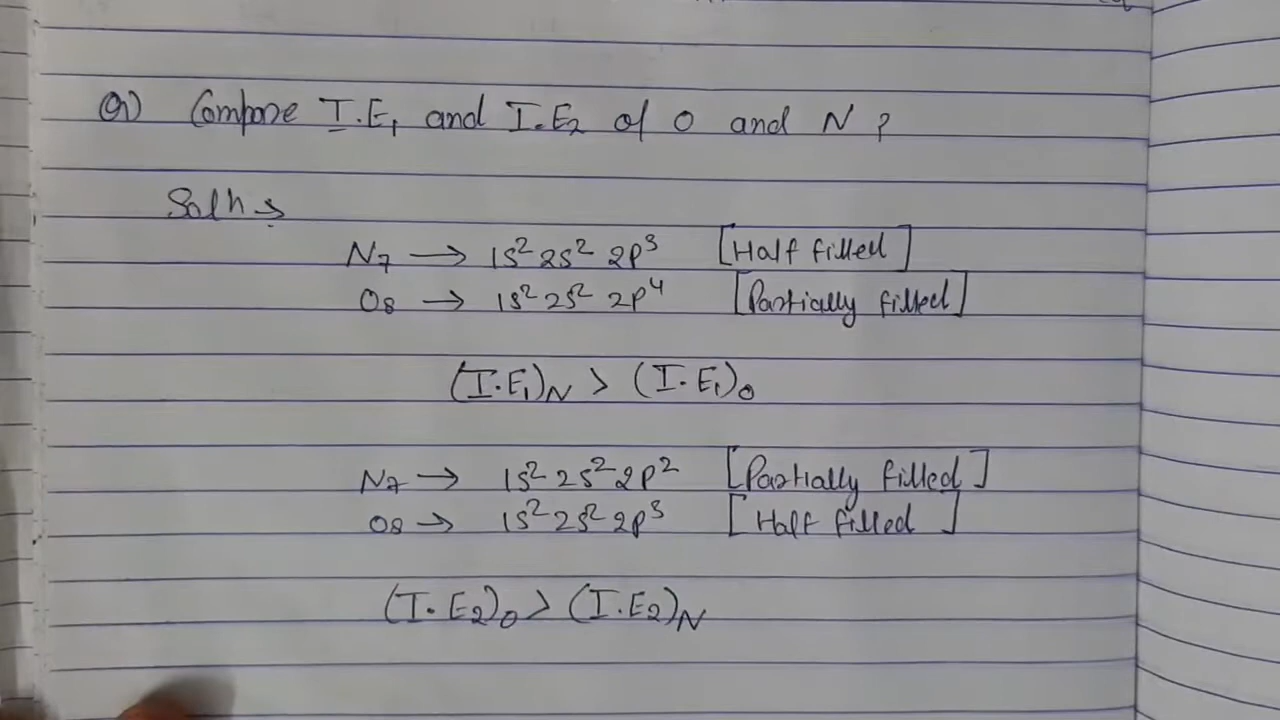 Q) Compare I.E₁ and I.E₂ of O and N ?
Solⁿ →
N₇ → 1s² 2s² 2p³ [Half filled]
O₈ → 1s² 2s² 2p⁴ [Partially filled]
(I.E₁)N > (I.E₁)O
N₇ → 1s² 2s² 2p² [Partially filled]
O₈ → 1s² 2s² 2p³ [Half filled]
(I.E₂)O > (I.E₂)N